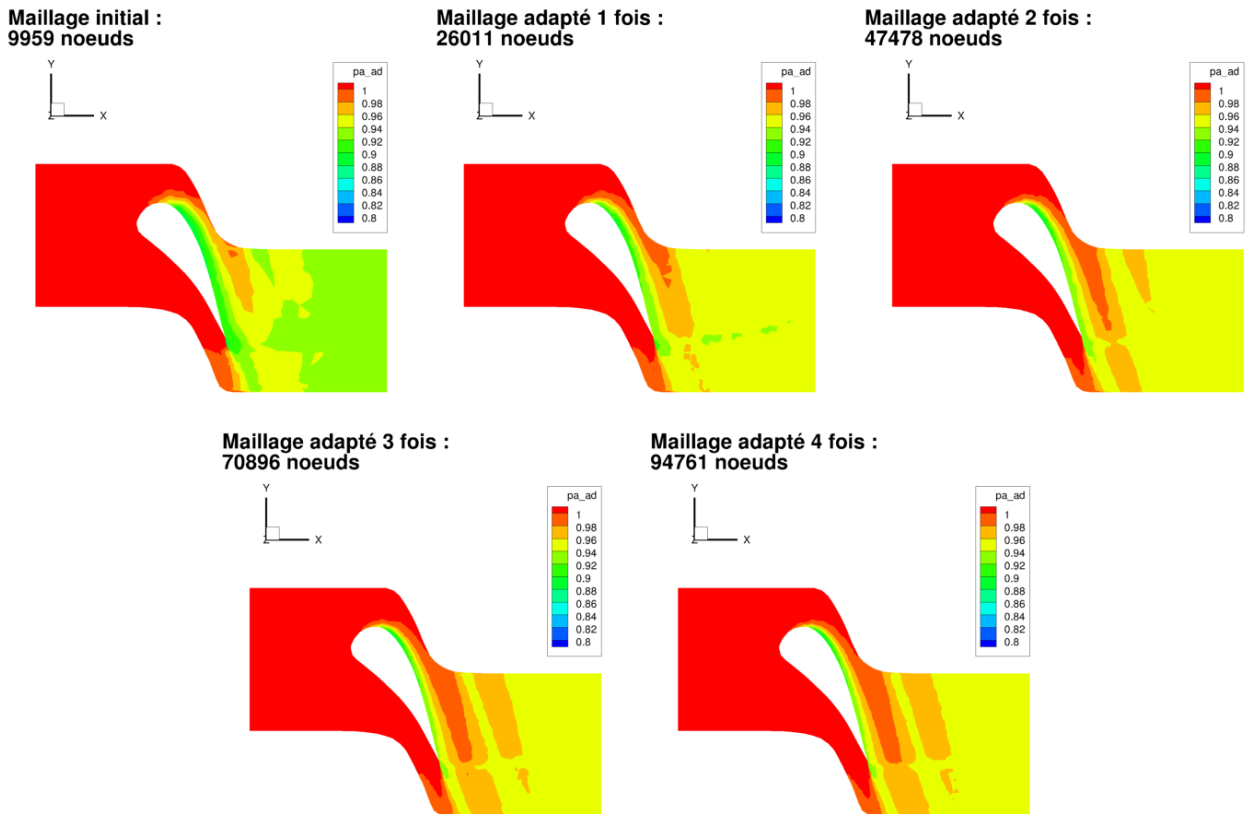 Maillage initial :
9959 noeuds
Y
X
Z
pa_ad
1
0.98
0.96
0.94
0.92
0.9
0.88
0.86
0.84
0.82
0.8
Maillage adapté 1 fois :
26011 noeuds
Y
X
Z
pa_ad
1
0.98
0.96
0.94
0.92
0.9
0.88
0.86
0.84
0.82
0.8
Maillage adapté 2 fois :
47478 noeuds
Y
X
Z
pa_ad
1
0.98
0.96
0.94
0.92
0.9
0.88
0.86
0.84
0.82
0.8
Maillage adapté 3 fois :
70896 noeuds
Y
X
Z
pa_ad
1
0.98
0.96
0.94
0.92
0.9
0.88
0.86
0.84
0.82
0.8
Maillage adapté 4 fois :
94761 noeuds
Y
X
Z
pa_ad
1
0.98
0.96
0.94
0.92
0.9
0.88
0.86
0.84
0.82
0.8